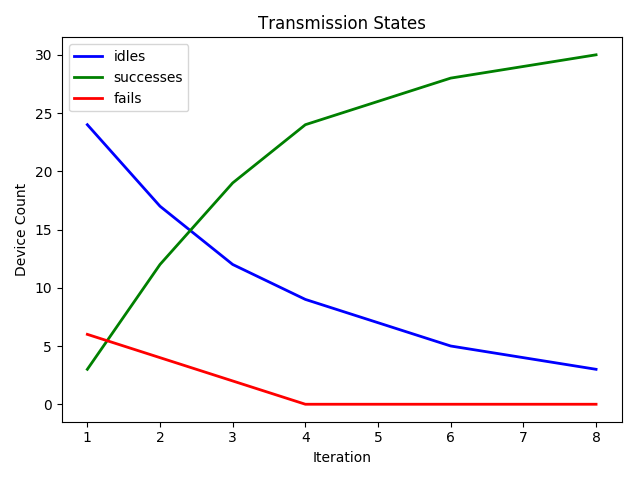 Transmission States
idles
successes
fails
Device Count
30
25
20
15
10
5
0
1 2 3 4 5 6 7 8
Iteration